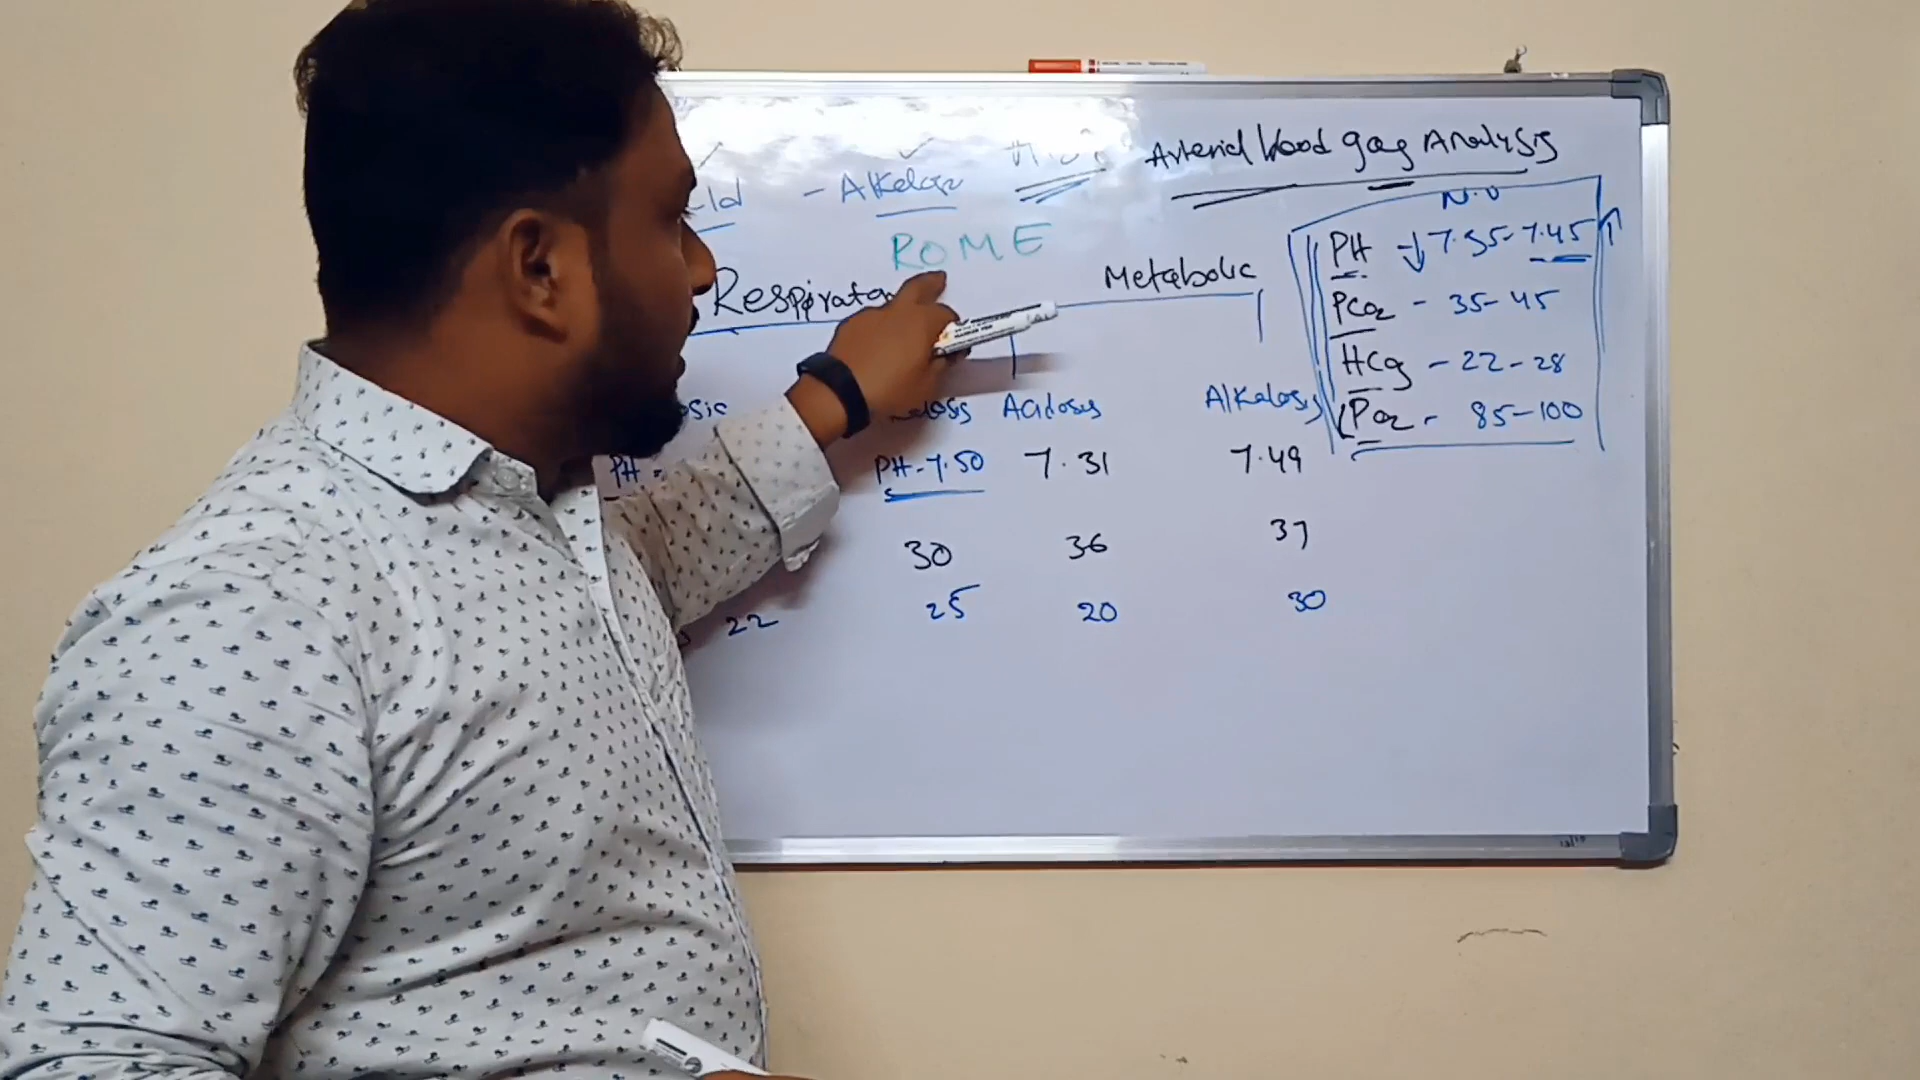 Arterial blood gas Analysis
- Alkalosis
N.V
ROME
PH 7.35-7.45
Respirator
Metabolic
PCO2 - 35-45
HCO3 - 22-28
PO2 - 85-100
osis
Acidosis
Alkalosis
PH-
PH-7.50
7.31
7.49
30
36
37
22
25
20
30